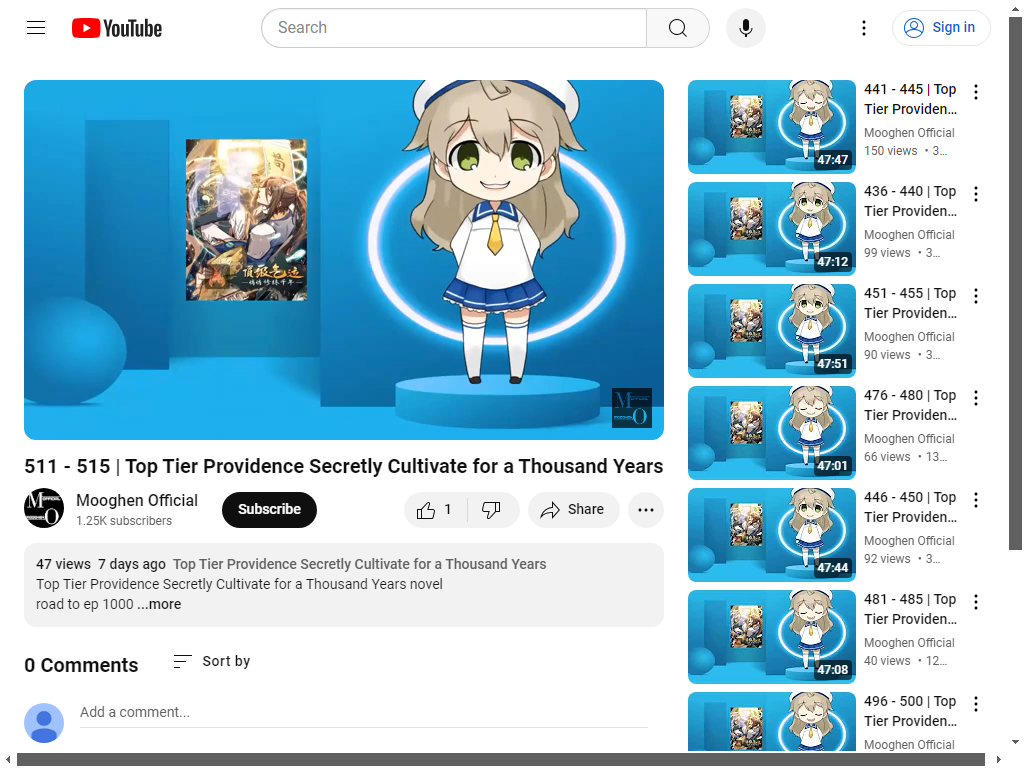 YouTube
Search
Sign in
511 - 515 | Top Tier Providence Secretly Cultivate for a Thousand Years
Mooghen Official
1.25K subscribers
Subscribe
1
Share
47 views 7 days ago Top Tier Providence Secretly Cultivate for a Thousand Years
Top Tier Providence Secretly Cultivate for a Thousand Years novel
road to ep 1000 ...more
0 Comments
Sort by
Add a comment...
47:47
441 - 445 | Top
Tier Providen...
Mooghen Official
150 views • 3...
47:12
436 - 440 | Top
Tier Providen...
Mooghen Official
99 views • 3...
47:51
451 - 455 | Top
Tier Providen...
Mooghen Official
90 views • 3...
47:01
476 - 480 | Top
Tier Providen...
Mooghen Official
66 views • 13...
47:44
446 - 450 | Top
Tier Providen...
Mooghen Official
92 views • 3...
47:08
481 - 485 | Top
Tier Providen...
Mooghen Official
40 views • 12...
496 - 500 | Top
Tier Providen...
Mooghen Official